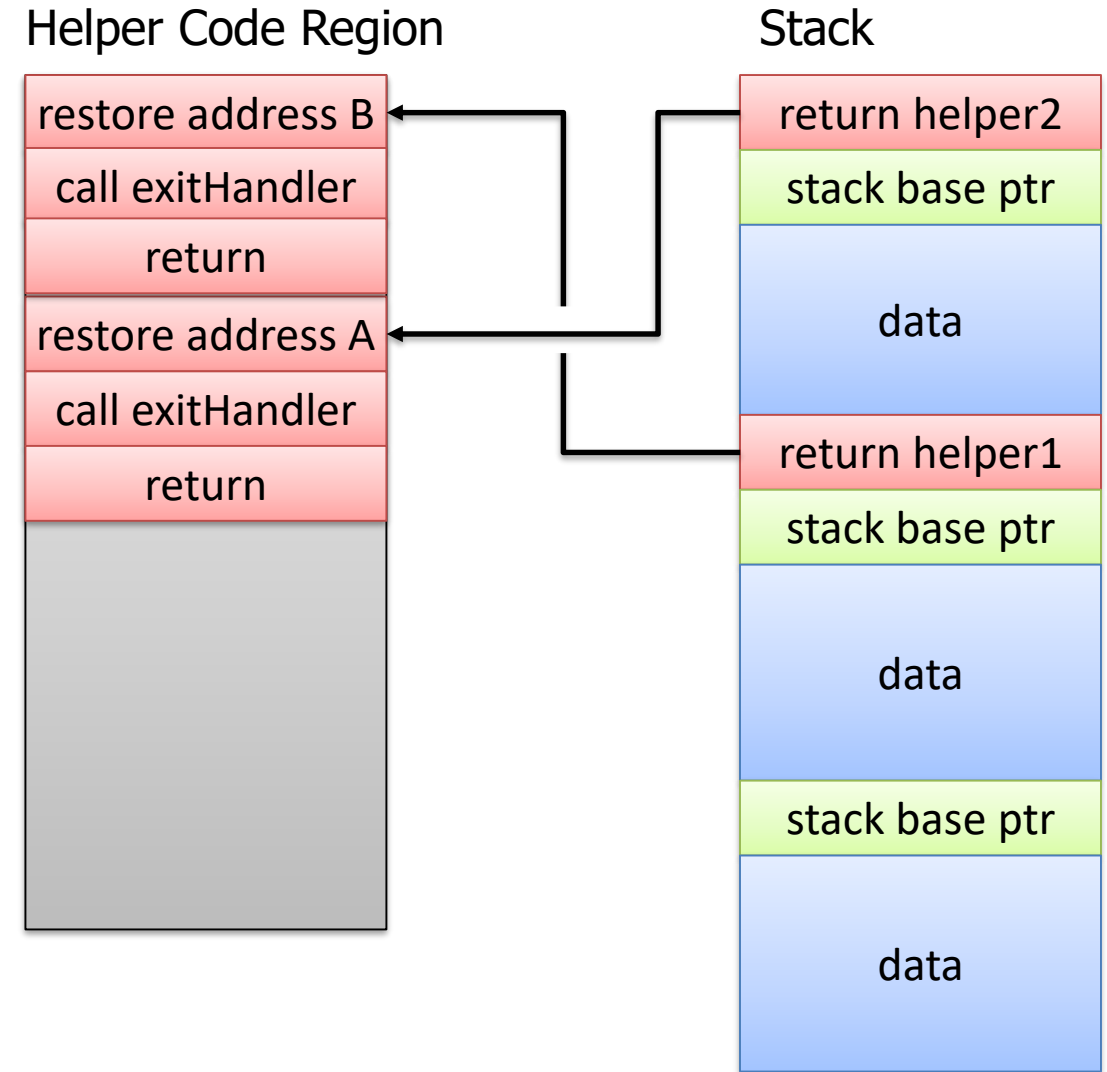 Helper Code Region
restore address B
call exitHandler
return
restore address A
call exitHandler
return
Stack
return helper2
stack base ptr
data
return helper1
stack base ptr
data
stack base ptr
data